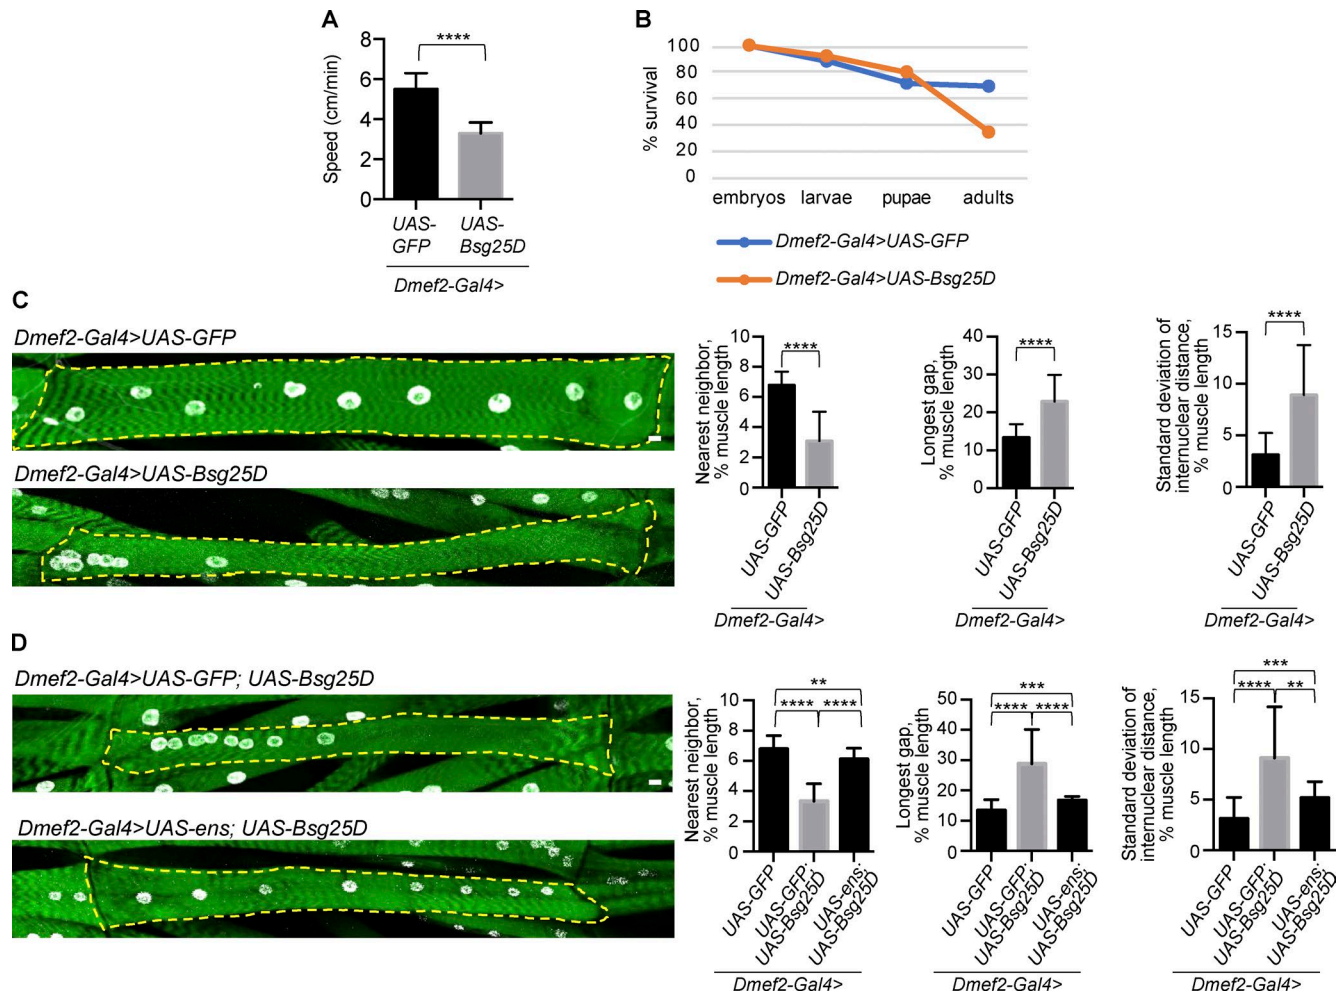 A
8
6
4
2
0
Speed (cm/min)
****
UAS-
GFP
UAS-
Bsg25D
Dmef2-Gal4>
B
100
80
60
40
20
0
% survival
embryos
larvae
pupae
adults
Dmef2-Gal4>UAS-GFP
Dmef2-Gal4>UAS-Bsg25D
C
Dmef2-Gal4>UAS-GFP
Dmef2-Gal4>UAS-Bsg25D
Nearest neighbor,
% muscle length
10
8
6
4
2
0
****
UAS-GFP
UAS-Bsg25D
Dmef2-Gal4>
Longest gap,
% muscle length
40
30
20
10
0
****
UAS-GFP
UAS-Bsg25D
Dmef2-Gal4>
Standard deviation of
internuclear distance,
% muscle length
15
10
5
0
****
UAS-GFP
UAS-Bsg25D
Dmef2-Gal4>
D
Dmef2-Gal4>UAS-GFP; UAS-Bsg25D
Dmef2-Gal4>UAS-ens; UAS-Bsg25D
Nearest neighbor,
% muscle length
10
8
6
4
2
0
**
**** ****
UAS-GFP
UAS-GFP;
UAS-Bsg25D
UAS-ens;
UAS-Bsg25D
Dmef2-Gal4>
Longest gap,
% muscle length
50
40
30
20
10
0
***
**** ****
UAS-GFP
UAS-GFP;
UAS-Bsg25D
UAS-ens;
UAS-Bsg25D
Dmef2-Gal4>
Standard deviation of
internuclear distance,
% muscle length
15
10
5
0
***
**** **
UAS-GFP
UAS-GFP;
UAS-Bsg25D
UAS-ens;
UAS-Bsg25D
Dmef2-Gal4>